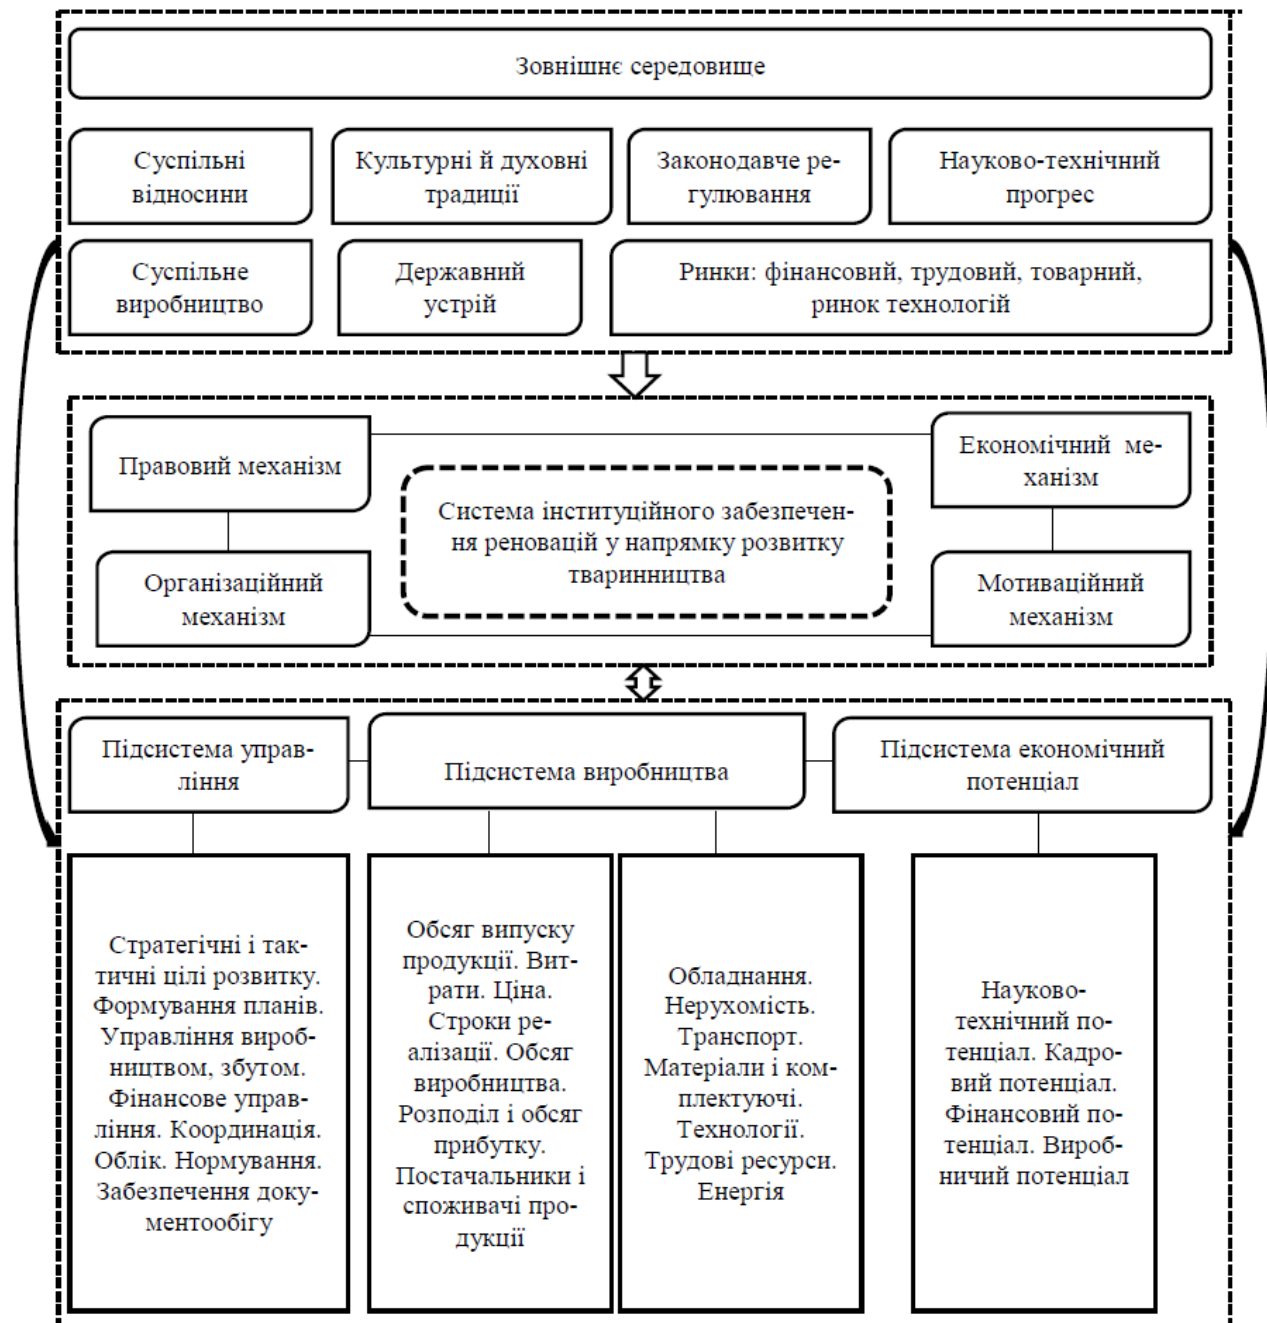 Зовнішнє середовище
Суспільні
відносини
Культурні й духовні
традиції
Законодавче ре-
гулювання
Науково-технічний
прогрес
Суспільне
виробництво
Державний
устрій
Ринки: фінансовий, трудовий, товарний,
ринок технологій
Правовий механізм
Економічний ме-
ханізм
Система інституційного забезпечен-
ня реновацій у напрямку розвитку
тваринництва
Організаційний
механізм
Мотиваційний
механізм
Підсистема управ-
ління
Підсистема виробництва
Підсистема економічний
потенціал
Стратегічні і так-
тичні цілі розвитку.
Формування планів.
Управління вироб-
ництвом, збутом.
Фінансове управ-
ління. Координація.
Облік. Нормування.
Забезпечення доку-
ментообігу
Обсяг випуску
продукції. Вит-
рати. Ціна.
Строки ре-
алізації. Обсяг
виробництва.
Розподіл і обсяг
прибутку.
Постачальники і
споживачі про-
дукції
Обладнання.
Нерухомість.
Транспорт.
Матеріали і ком-
плектуючі.
Технології.
Трудові ресурси.
Енергія
Науково-
технічний по-
тенціал. Кадро-
вий потенціал.
Фінансовий по-
тенціал. Вироб-
ничий потенціал